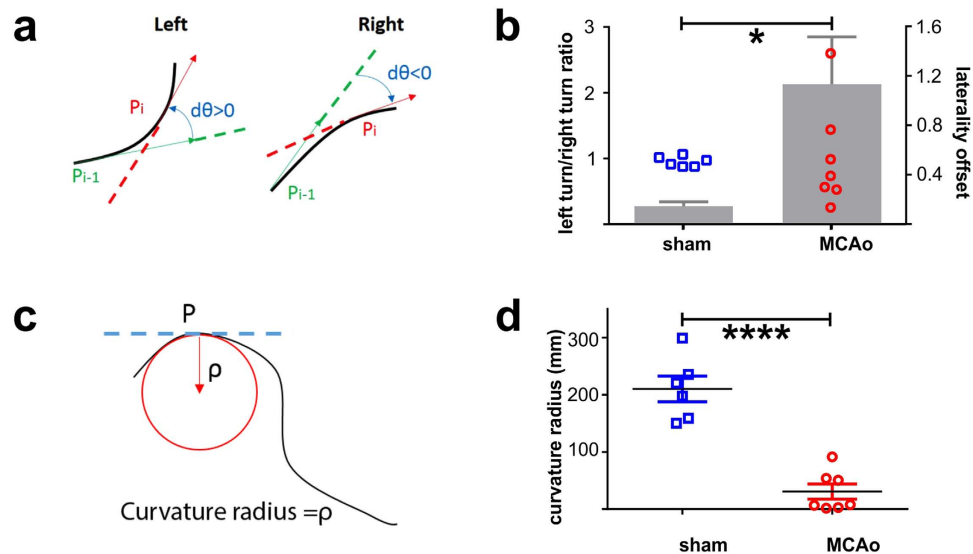 a
Left
Right
Pi
dθ>0
Pi-1
dθ<0
Pi
Pi-1
b
left turn/right turn ratio
3
2
1
*
1.6
1.2
0.8
0.4
laterality offset
sham
MCAo
c
P
ρ
Curvature radius =ρ
d
curvature radius (mm)
300
200
100
****
sham
MCAo